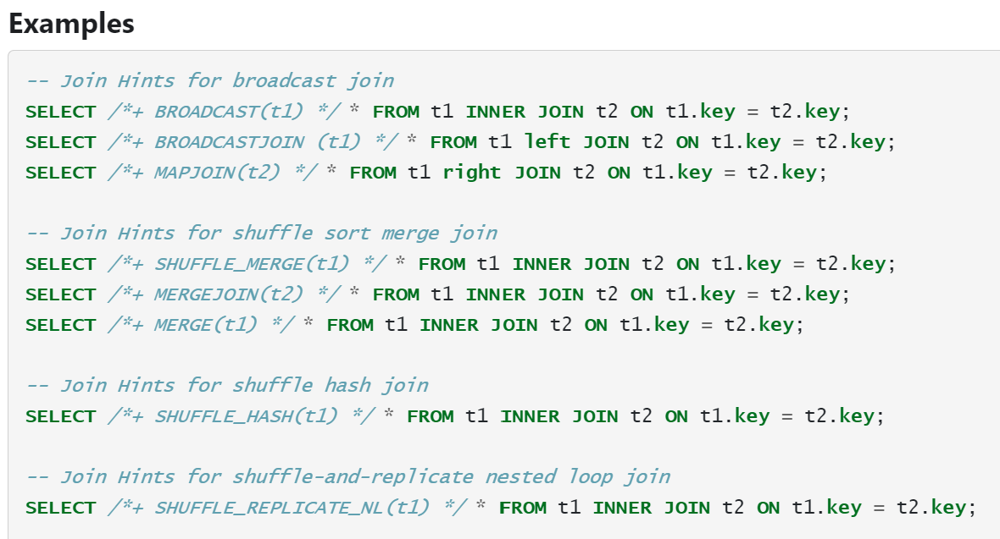 Examples
-- Join Hints for broadcast join
SELECT /*+ BROADCAST(t1) */ * FROM t1 INNER JOIN t2 ON t1.key = t2.key;
SELECT /*+ BROADCASTJOIN (t1) */ * FROM t1 left JOIN t2 ON t1.key = t2.key;
SELECT /*+ MAPJOIN(t2) */ * FROM t1 right JOIN t2 ON t1.key = t2.key;
-- Join Hints for shuffle sort merge join
SELECT /*+ SHUFFLE_MERGE(t1) */ * FROM t1 INNER JOIN t2 ON t1.key = t2.key;
SELECT /*+ MERGEJOIN(t2) */ * FROM t1 INNER JOIN t2 ON t1.key = t2.key;
SELECT /*+ MERGE(t1) */ * FROM t1 INNER JOIN t2 ON t1.key = t2.key;
-- Join Hints for shuffle hash join
SELECT /*+ SHUFFLE_HASH(t1) */ * FROM t1 INNER JOIN t2 ON t1.key = t2.key;
-- Join Hints for shuffle-and-replicate nested loop join
SELECT /*+ SHUFFLE_REPLICATE_NL(t1) */ * FROM t1 INNER JOIN t2 ON t1.key = t2.key;